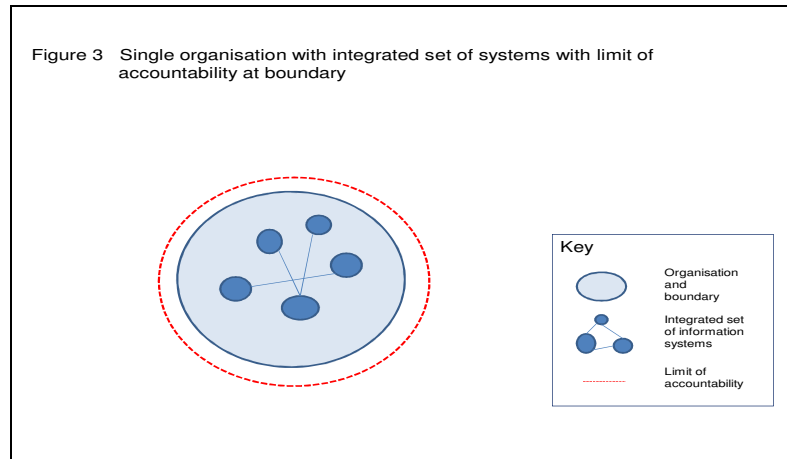 Figure 3 Single organisation with integrated set of systems with limit of
accountability at boundary
Key
Organisation
and
boundary
Integrated set
of information
systems
Limit of
accountability